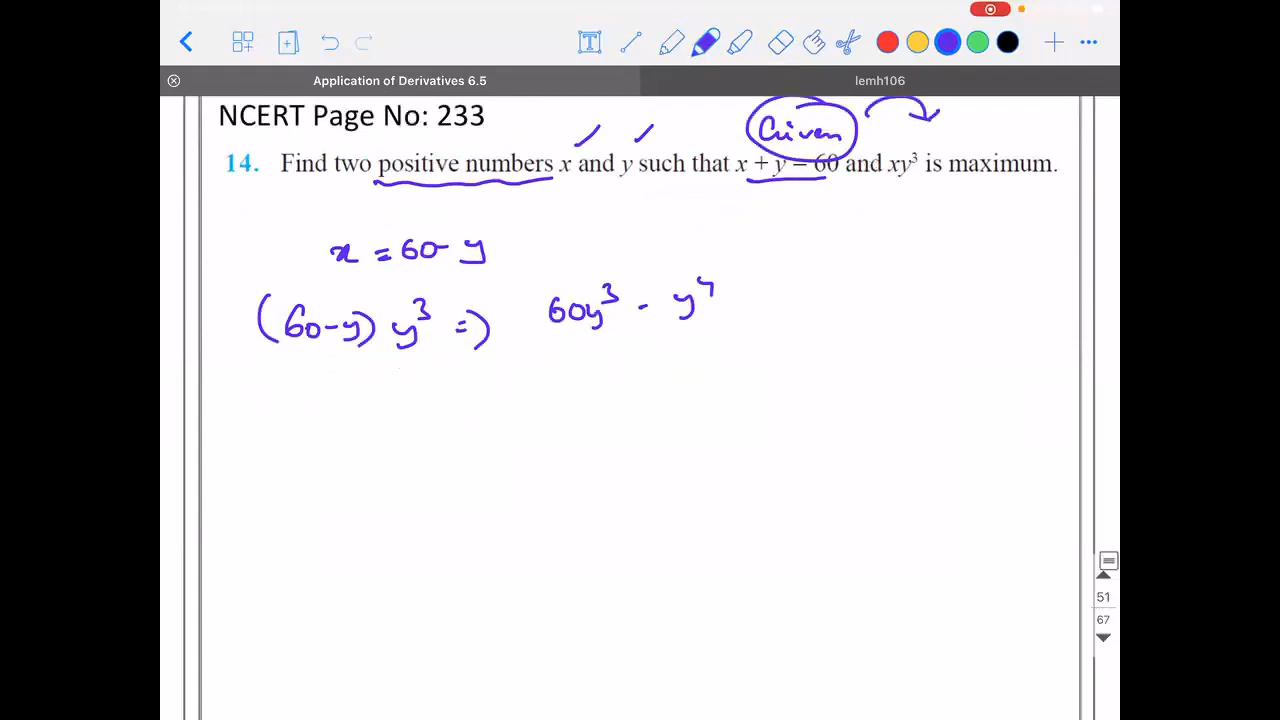 Application of Derivatives 6.5
lemh106
NCERT Page No: 233
Given
14. Find two positive numbers x and y such that x + y = 60 and xy³ is maximum.
x = 60 - y
(60-y) y³ => 60y³ - y⁴
51
67